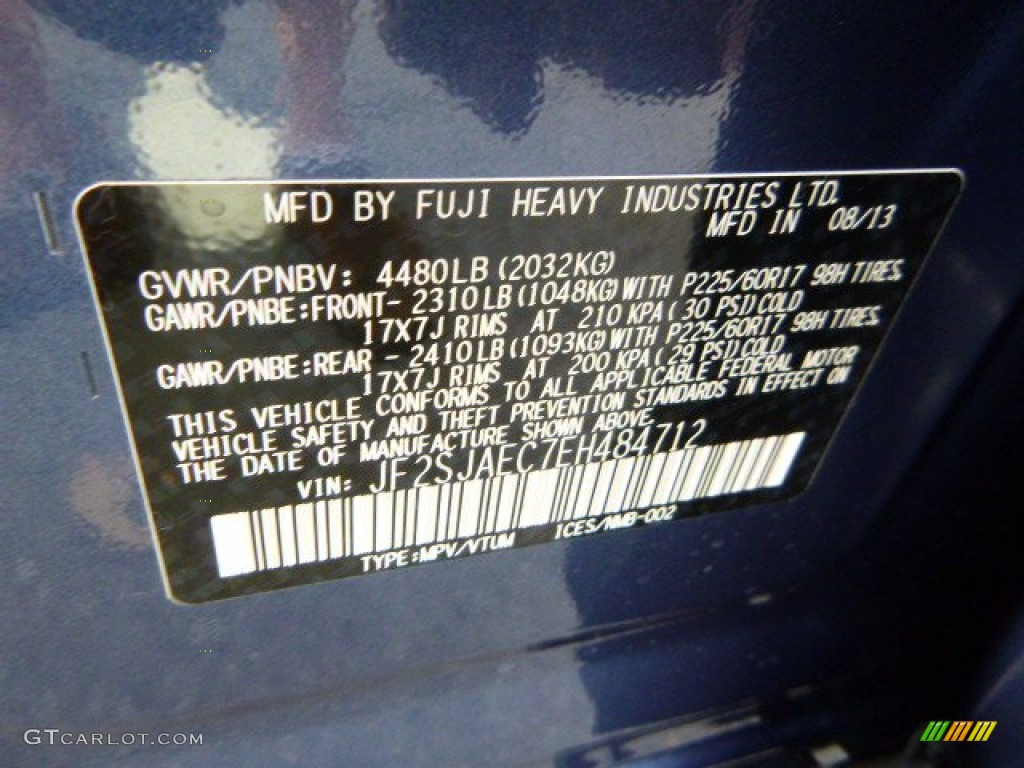 MFD BY FUJI HEAVY INDUSTRIES LTD.
MFD IN 08/13
GVWR/PNBV: 4480LB (2032KG)
GAWR/PNBE:FRONT- 2310LB (1048KG) WITH P225/60R17 98H TIRES
17X7J RIMS AT 210 KPA ( 30 PSI) COLD
GAWR/PNBE:REAR - 2410LB (1093KG) WITH P225/60R17 98H TIRES
17X7J RIMS AT 200 KPA ( 29 PSI) COLD
THIS VEHICLE CONFORMS TO ALL APPLICABLE FEDERAL MOTOR
VEHICLE SAFETY AND THEFT PREVENTION STANDARDS IN EFFECT ON
THE DATE OF MANUFACTURE SHOWN ABOVE.
VIN: JF2SJAEC7EH484712
TYPE:MPV/VTUM ICES/NMB-002
GTCARLOT.COM